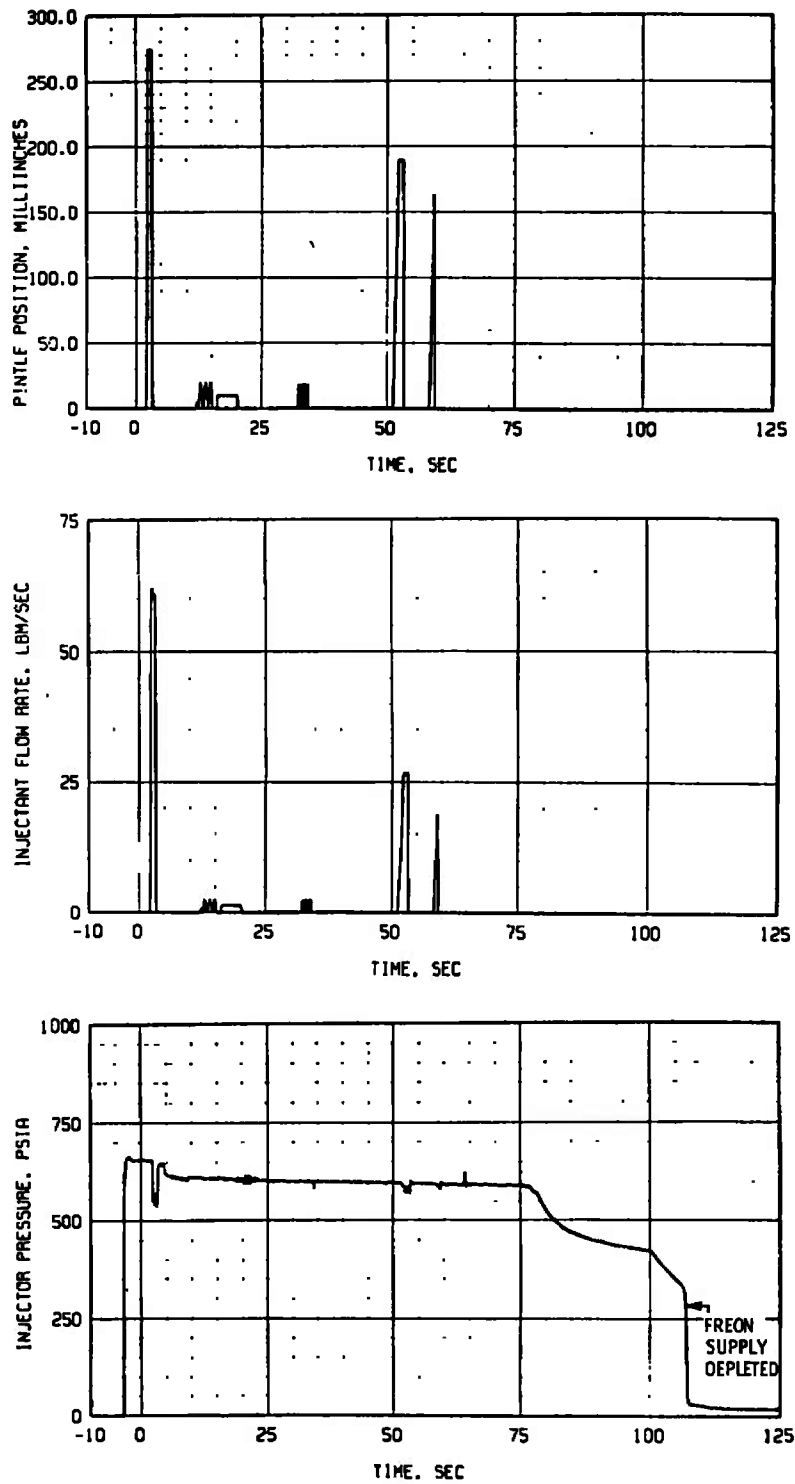 300.0
250.0
200.0
150.0
100.0
50.0
0
PINTLE POSITION, MILLIINCHES
-10 0 25 50 75 100 125
TIME, SEC
75
50
25
0
INJECTANT FLOW RATE, LBM/SEC
-10 0 25 50 75 100 125
TIME, SEC
1000
750
500
250
0
INJECTOR PRESSURE, PSIA
FREON
SUPPLY
DEPLETED
-10 0 25 50 75 100 125
TIME, SEC